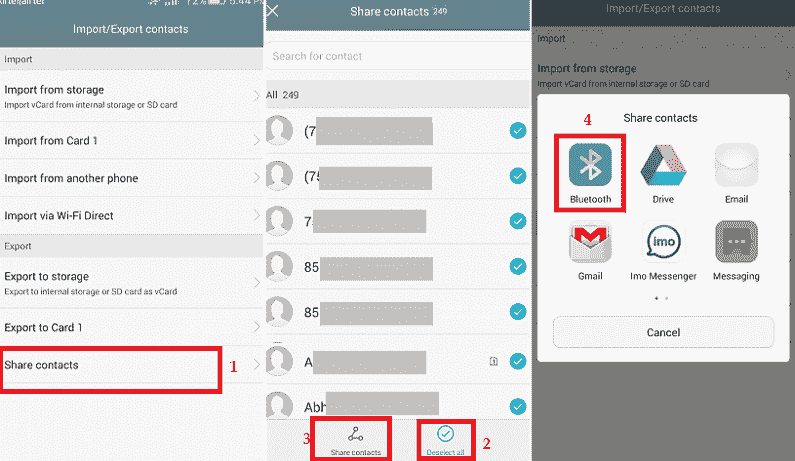 72% 5:44 PM
Import/Export contacts
Import
Import from storage
Import vCard from internal storage or SD card
Import from Card 1
Import from another phone
Import via Wi-Fi Direct
Export
Export to storage
Export to internal storage or SD card as vCard
Export to Card 1
Share contacts
1
Share contacts 249
Search for contact
All 249
(7
(75
7
85
85
A
Abh
3
Share contacts
Deselect all
2
Import/Export contacts
Import
Import from storage
Import vCard from internal storage or SD card
4
Share contacts
Bluetooth
Drive
Email
imo
Gmail
Imo Messenger
Messaging
Cancel